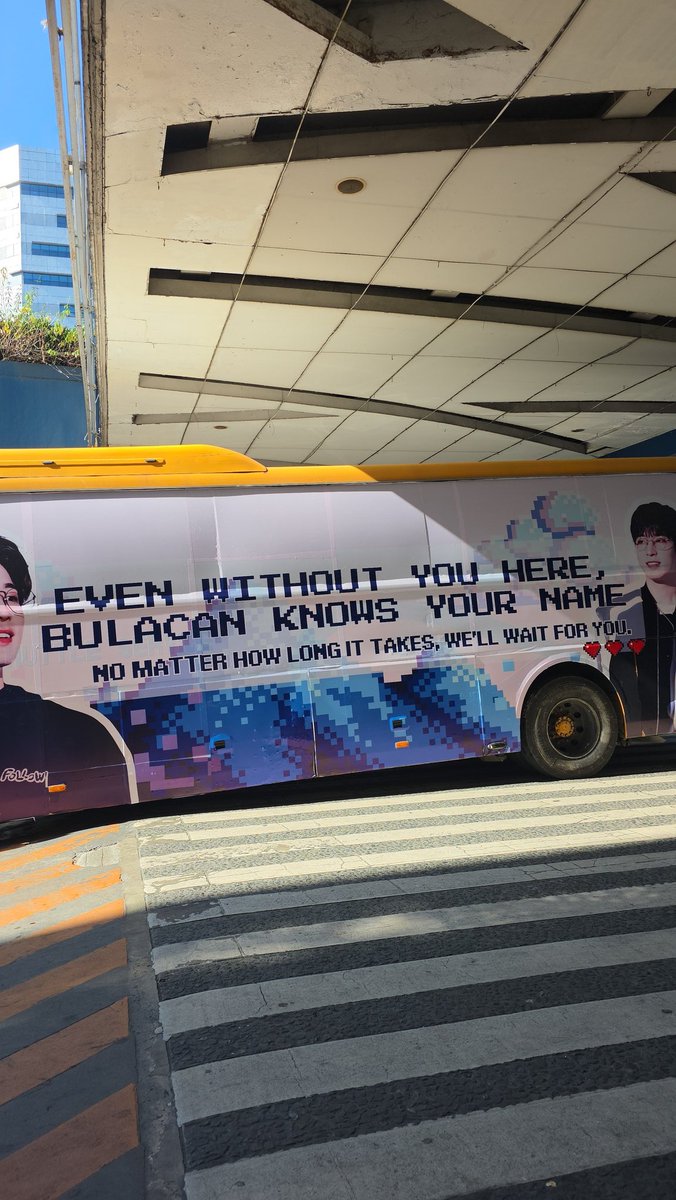 EVEN WITHOUT YOU HERE,
BULACAN KNOWS YOUR NAME
NO MATTER HOW LONG IT TAKES, WE'LL WAIT FOR YOU.
FOLLOW!